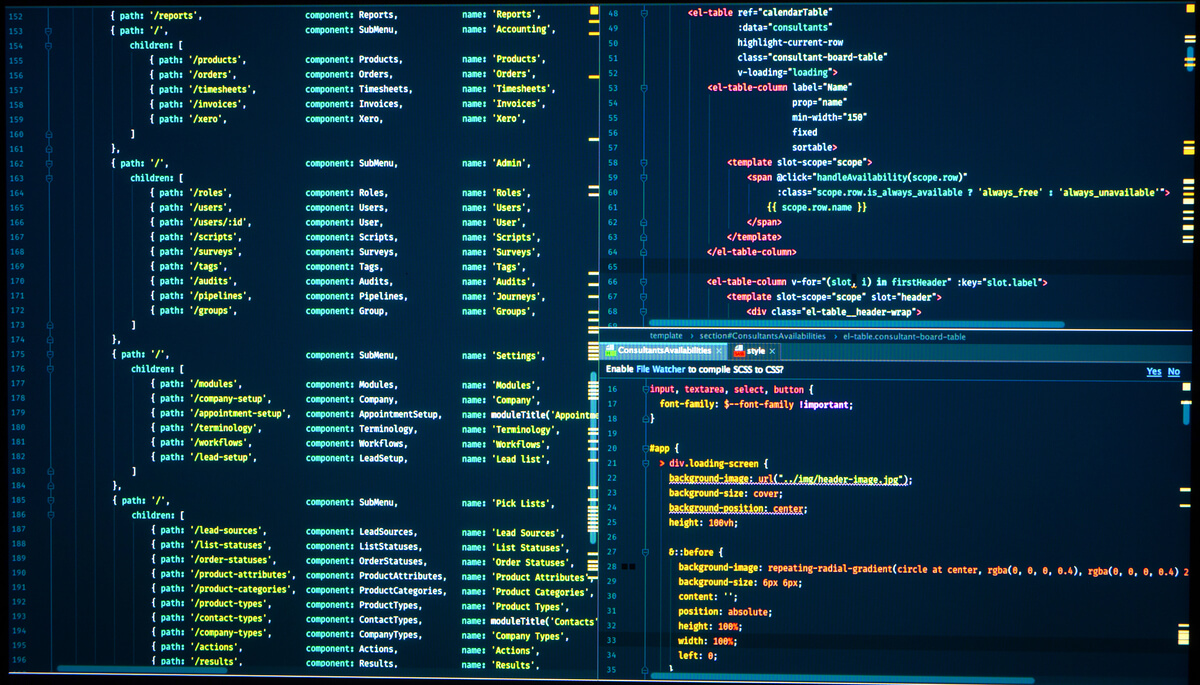 152 { path: '/reports', component: Reports, name: 'Reports',
153 { path: '/', component: SubMenu, name: 'Accounting',
154 children: [
155 { path: '/products', component: Products, name: 'Products',
156 { path: '/orders', component: Orders, name: 'Orders',
157 { path: '/timesheets', component: Timesheets, name: 'Timesheets',
158 { path: '/invoices', component: Invoices, name: 'Invoices',
159 { path: '/xero', component: Xero, name: 'Xero',
160 ]
161 },
162 { path: '/', component: SubMenu, name: 'Admin',
163 children: [
164 { path: '/roles', component: Roles, name: 'Roles',
165 { path: '/users', component: Users, name: 'Users',
166 { path: '/users/:id', component: User, name: 'User',
167 { path: '/scripts', component: Scripts, name: 'Scripts',
168 { path: '/surveys', component: Surveys, name: 'Surveys',
169 { path: '/tags', component: Tags, name: 'Tags',
170 { path: '/audits', component: Audits, name: 'Audits',
171 { path: '/pipelines', component: Pipelines, name: 'Journeys',
172 { path: '/groups', component: Group, name: 'Groups',
173 ]
174 },
175 { path: '/', component: SubMenu, name: 'Settings',
176 children: [
177 { path: '/modules', component: Modules, name: 'Modules',
178 { path: '/company-setup', component: Company, name: 'Company',
179 { path: '/appointment-setup', component: AppointmentSetup, name: moduleTitle('Appointme
180 { path: '/terminology', component: Terminology, name: 'Terminology',
181 { path: '/workflows', component: Workflows, name: 'Workflows',
182 { path: '/lead-setup', component: LeadSetup, name: 'Lead list',
183 ]
184 },
185 { path: '/', component: SubMenu, name: 'Pick Lists',
186 children: [
187 { path: '/lead-sources', component: LeadSources, name: 'Lead Sources',
188 { path: '/list-statuses', component: ListStatuses, name: 'List Statuses',
189 { path: '/order-statuses', component: OrderStatuses, name: 'Order Statuses',
190 { path: '/product-attributes', component: ProductAttributes, name: 'Product Attributes'
191 { path: '/product-categories', component: ProductCategories, name: 'Product Categories',
192 { path: '/product-types', component: ProductTypes, name: 'Product Types',
193 { path: '/contact-types', component: ContactTypes, name: moduleTitle('Contacts'
194 { path: '/company-types', component: CompanyTypes, name: 'Company Types',
195 { path: '/actions', component: Actions, name: 'Actions',
196 { path: '/results', component: Results, name: 'Results',
48 <el-table ref="calendarTable"
49 :data="consultants"
50 highlight-current-row
51 class="consultant-board-table"
52 v-loading="loading">
53 <el-table-column label="Name"
54 prop="name"
55 min-width="150"
56 fixed
57 sortable>
58 <template slot-scope="scope">
59 <span @click="handleAvailability(scope.row)"
60 :class="scope.row.is_always_available ? 'always_free' : 'always_unavailable'">
61 {{ scope.row.name }}
62 </span>
63 </template>
64 </el-table-column>
65
66 <el-table-column v-for="(slot, i) in firstHeader" :key="slot.label">
67 <template slot-scope="scope" slot="header">
68 <div class="el-table__header-wrap">
69
template › section#ConsultantsAvailabilities › el-table.consultant-board-table
ConsultantsAvailabilities × style ×
Enable File Watcher to compile SCSS to CSS? Yes No
16 input, textarea, select, button {
17 font-family: $--font-family !important;
18 }
19
20 #app {
21 > div.loading-screen {
22 background-image: url("../img/header-image.jpg");
23 background-size: cover;
24 background-position: center;
25 height: 100vh;
26
27 &::before {
28 background-image: repeating-radial-gradient(circle at center, rgba(0, 0, 0, 0.4), rgba(0, 0, 0, 0.4) 2
29 background-size: 6px 6px;
30 content: '';
31 position: absolute;
32 height: 100%;
33 width: 100%;
34 left: 0;
35 }